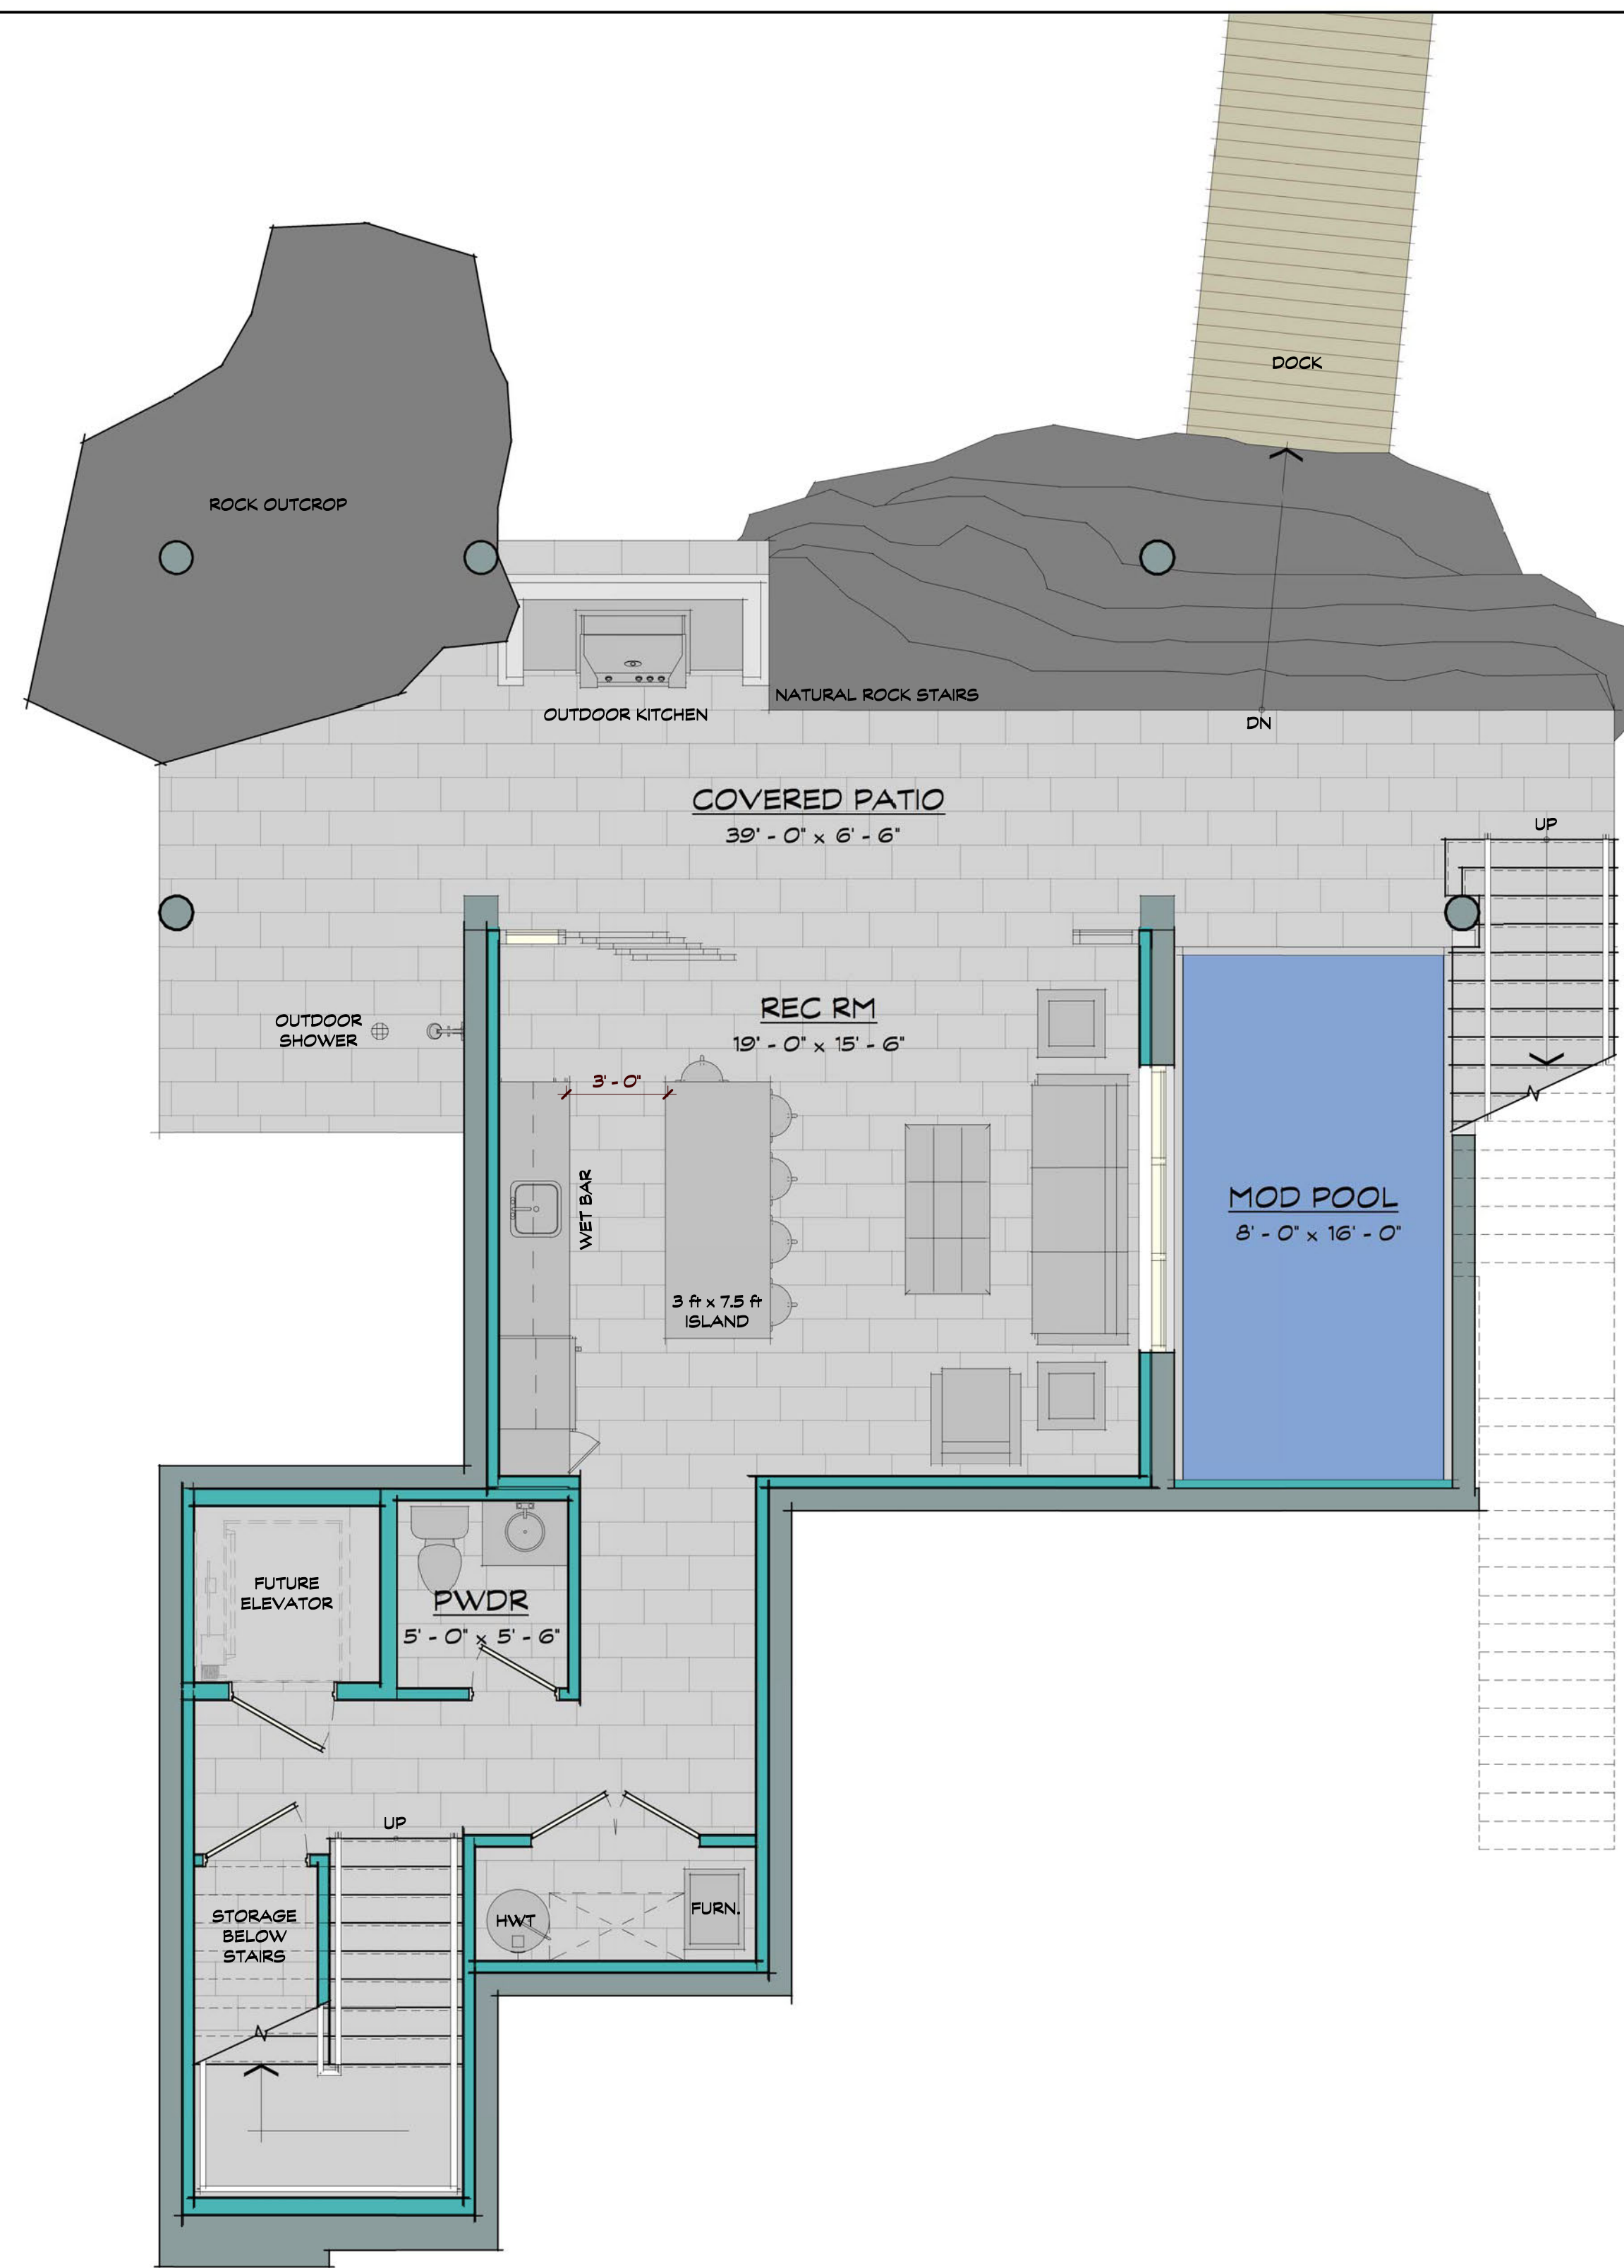 DOCK
ROCK OUTCROP
NATURAL ROCK STAIRS
OUTDOOR KITCHEN
DN
COVERED PATIO
39' - 0" x 6' - 6"
UP
REC RM
19' - 0" x 15' - 6"
OUTDOOR
SHOWER
3' - 0"
WET BAR
MOD POOL
8' - 0" x 16' - 0"
3 ft x 7.5 ft
ISLAND
FUTURE
ELEVATOR
PWDR
5' - 0" x 5' - 6"
UP
STORAGE
BELOW
STAIRS
HWT
FURN.